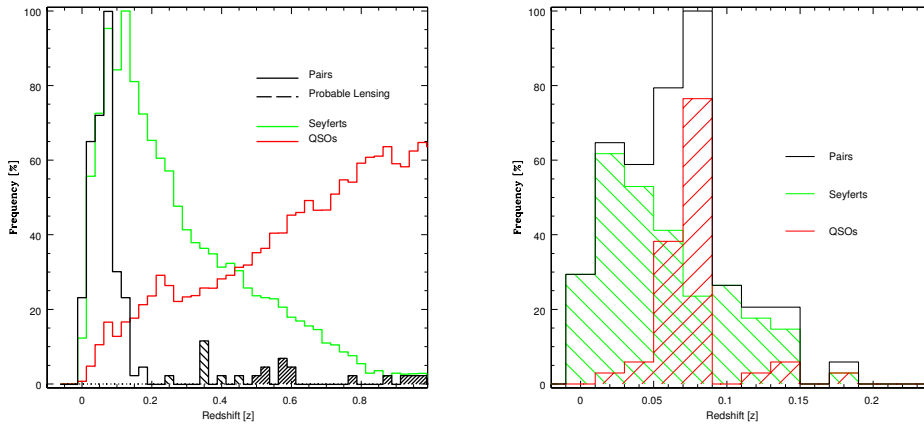 100
80
60
40
20
0
Frequency [%]
0
0.2
0.4
0.6
0.8
Redshift [z]
Pairs
Probable Lensing
Seyferts
QSOs
100
80
60
40
20
0
Frequency [%]
0
0.05
0.1
0.15
0.2
Redshift [z]
Pairs
Seyferts
QSOs